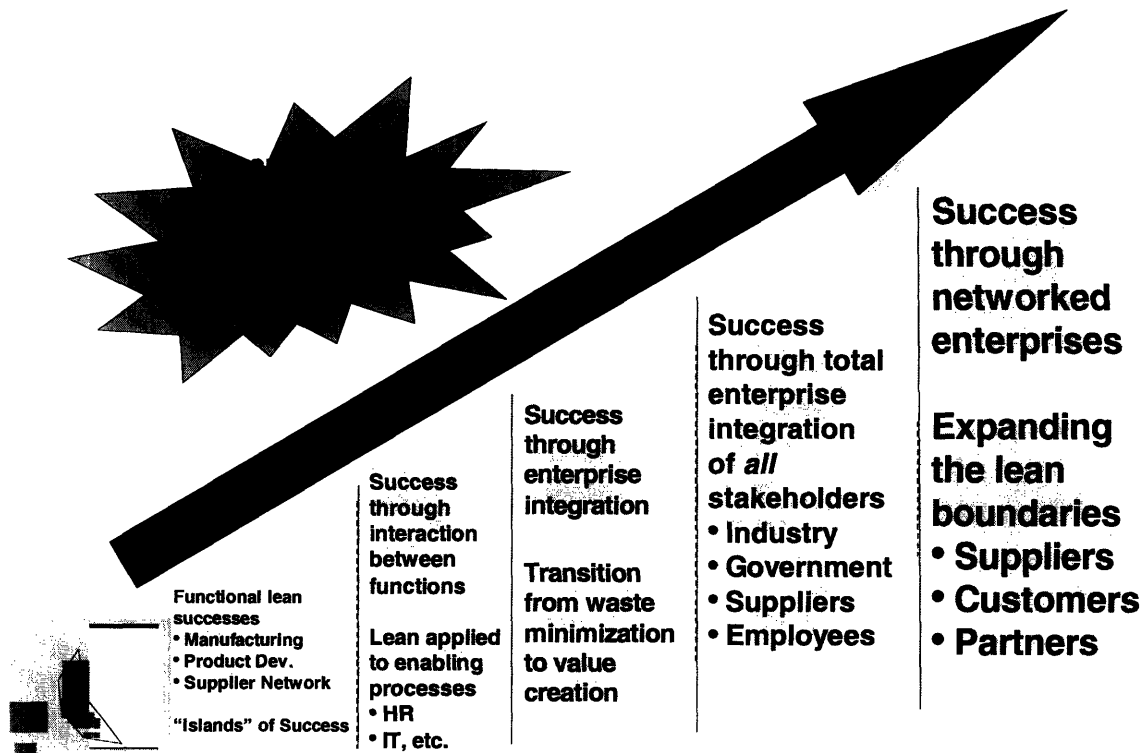 Functional lean
successes
• Manufacturing
• Product Dev.
• Supplier Network
"Islands" of Success
Success
through
interaction
between
functions
Lean applied
to enabling
processes
• HR
• IT, etc.
Success
through
enterprise
integration
Transition
from waste
minimization
to value
creation
Success
through total
enterprise
integration
of all
stakeholders
• Industry
• Government
• Suppliers
• Employees
Success
through
networked
enterprises
Expanding
the lean
boundaries
• Suppliers
• Customers
• Partners